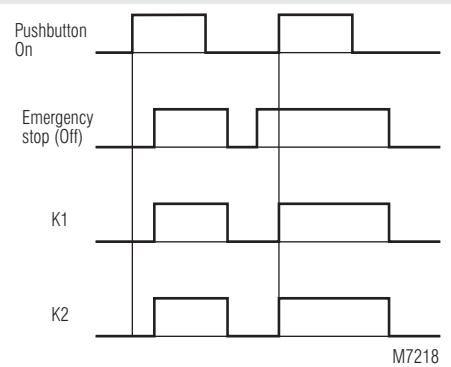 Pushbutton
On
Emergency
stop (Off)
K1
K2
M7218